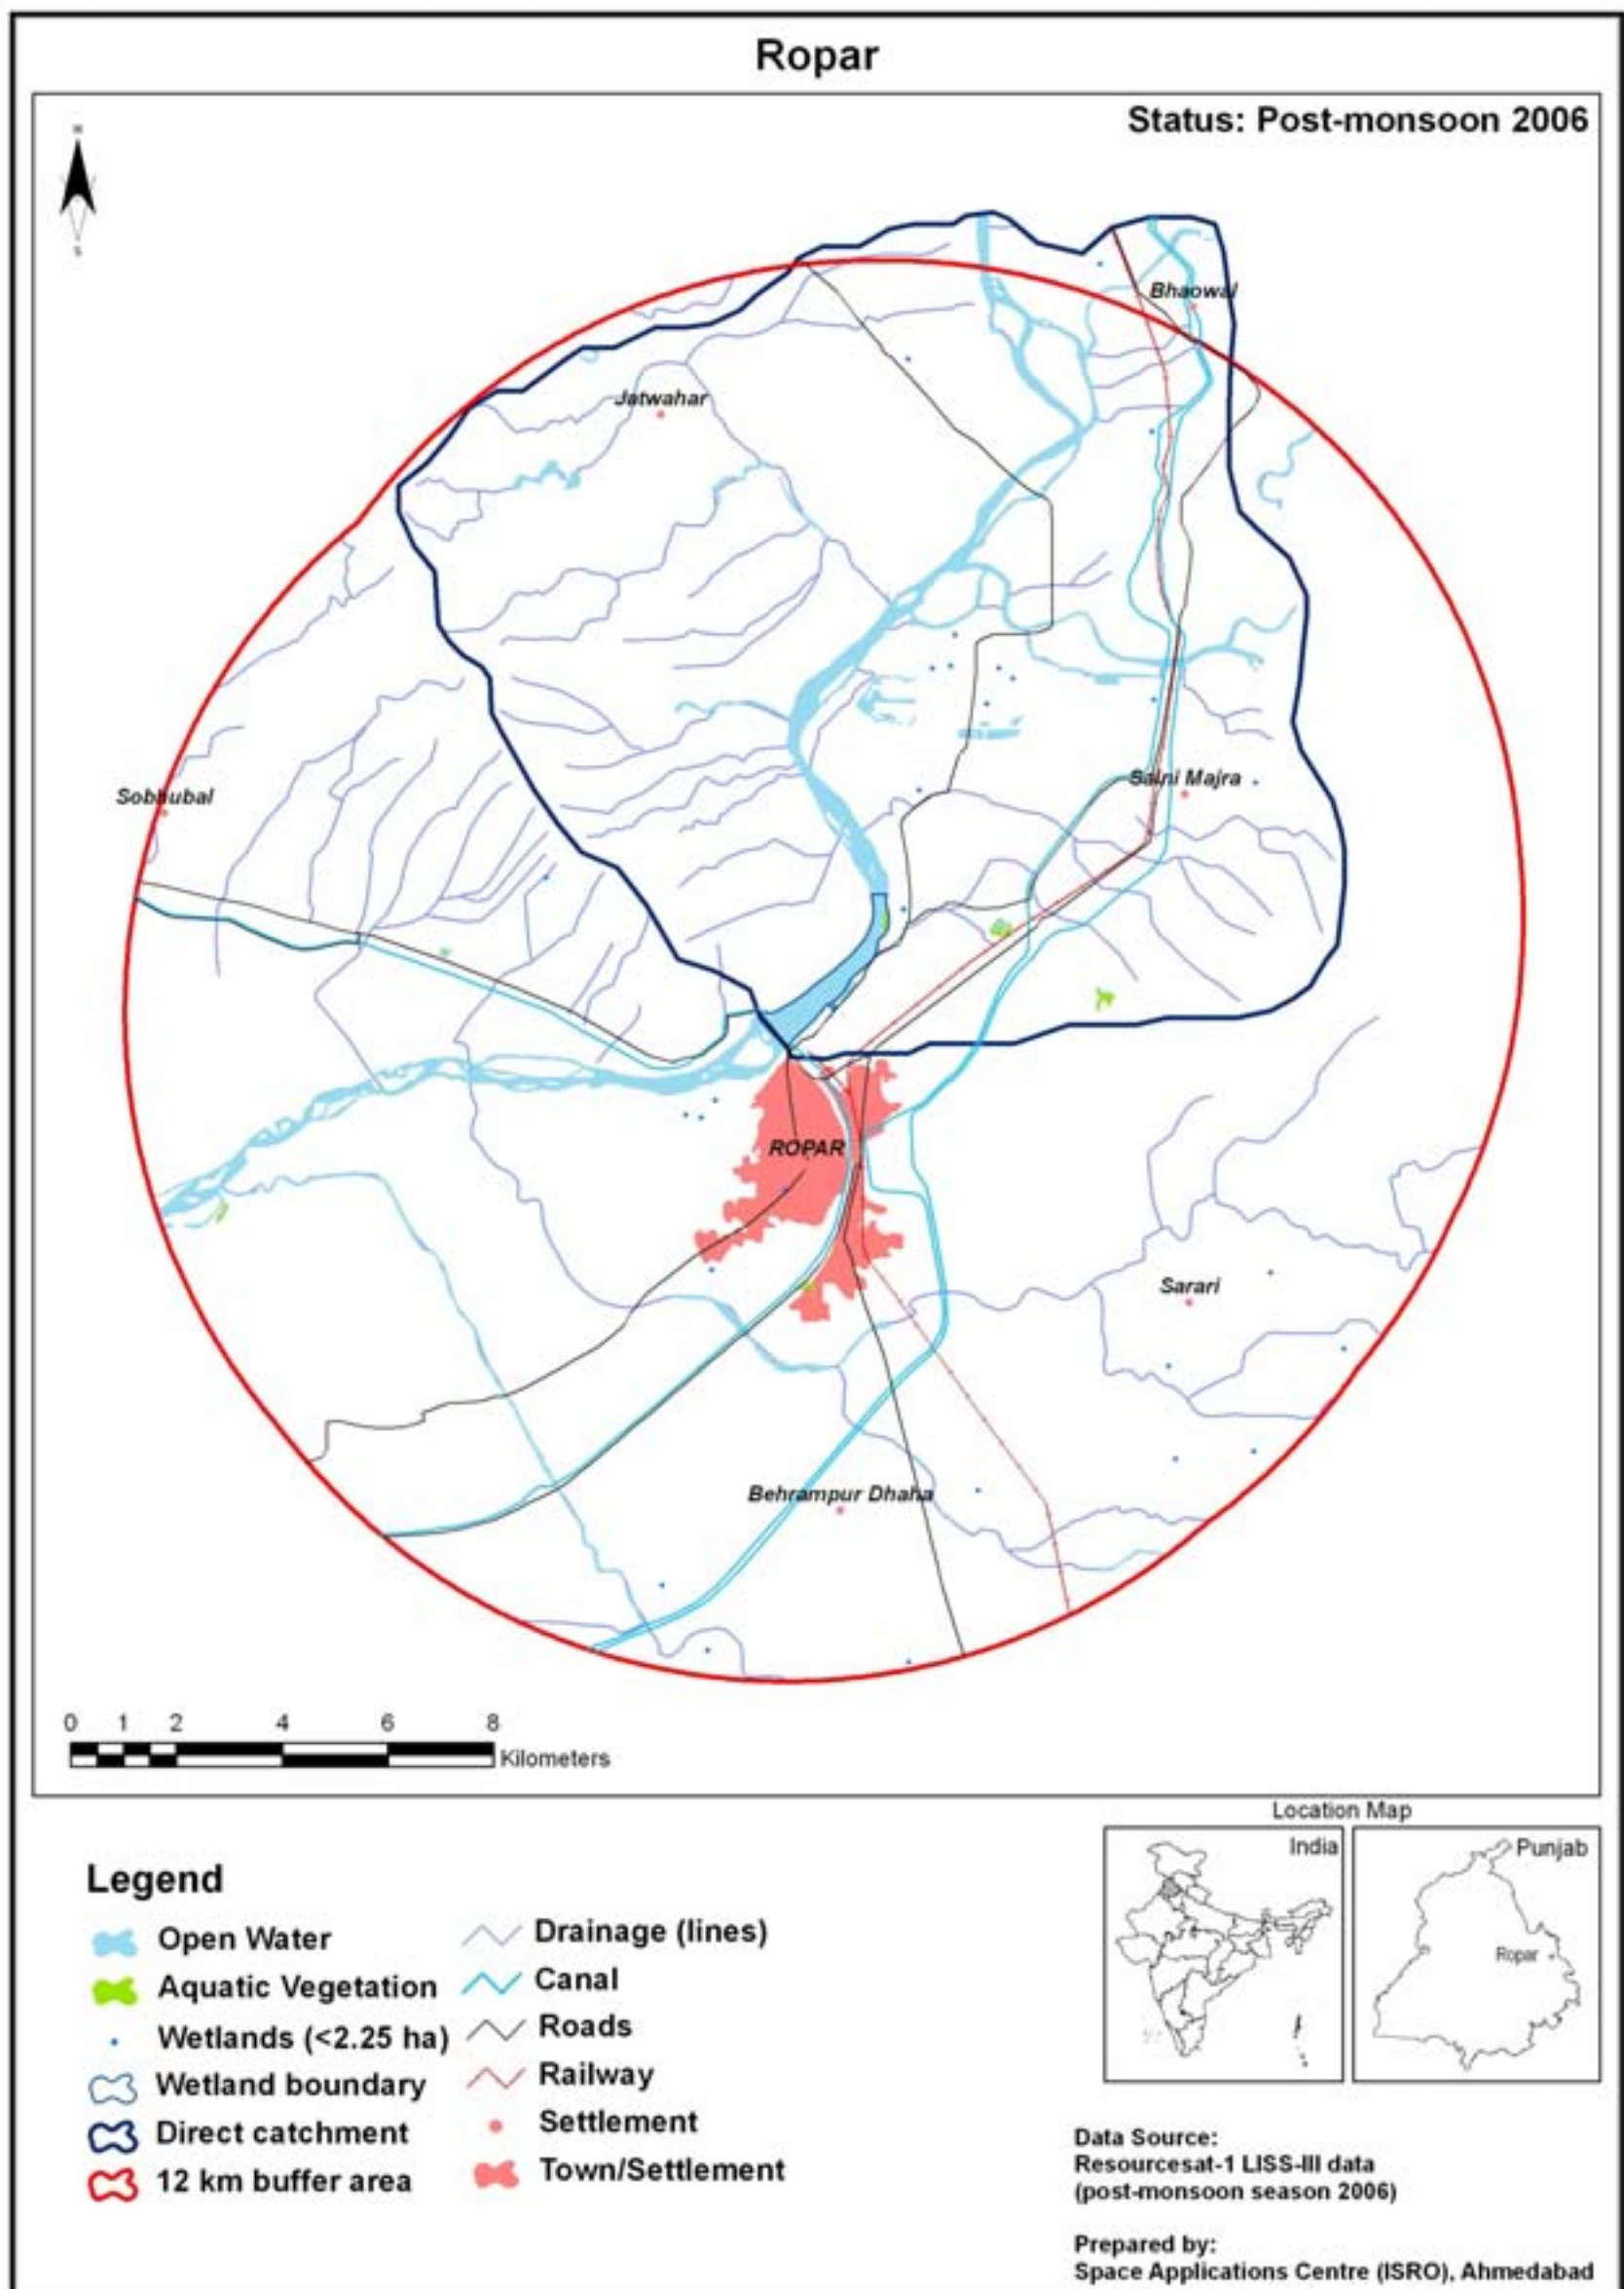 Ropar
Status: Post-monsoon 2006
S
Bhaowal
Jatwahar
Saini Majra
Sobhubal
ROPAR
Sarari
Behrampur Dhaha
0 1 2 4 6 8
Kilometers
Location Map
India
Punjab
Ropar
Legend
Open Water
Aquatic Vegetation
Wetlands (<2.25 ha)
Wetland boundary
Direct catchment
12 km buffer area
Drainage (lines)
Canal
Roads
Railway
Settlement
Town/Settlement
Data Source:
Resourcesat-1 LISS-III data
(post-monsoon season 2006)
Prepared by:
Space Applications Centre (ISRO), Ahmedabad